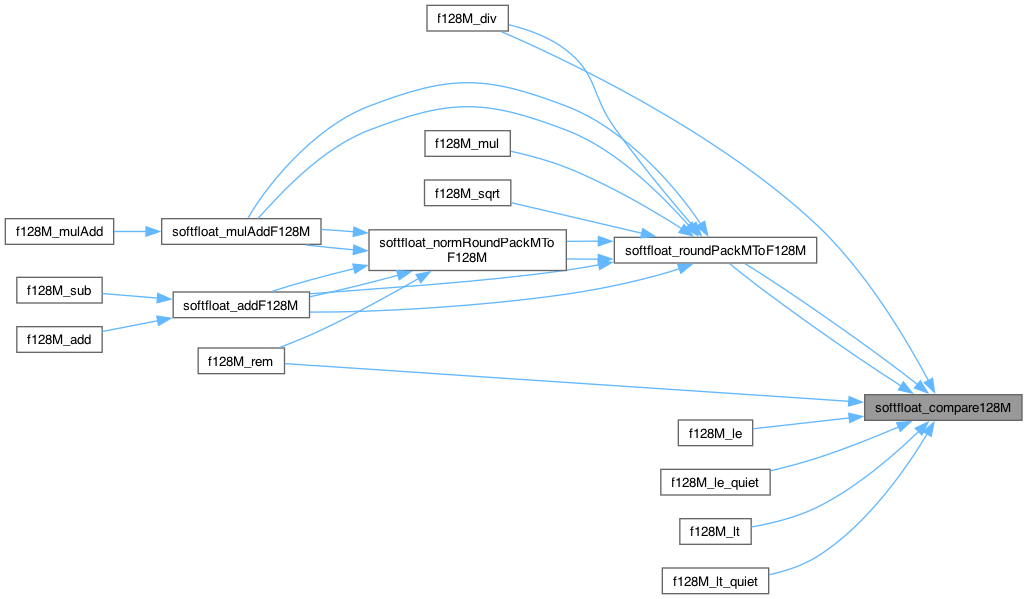 f128M_div
f128M_mul
f128M_sqrt
f128M_mulAdd
softfloat_mulAddF128M
softfloat_normRoundPackMTo
F128M
softfloat_roundPackMToF128M
f128M_sub
softfloat_addF128M
f128M_add
f128M_rem
softfloat_compare128M
f128M_le
f128M_le_quiet
f128M_lt
f128M_lt_quiet